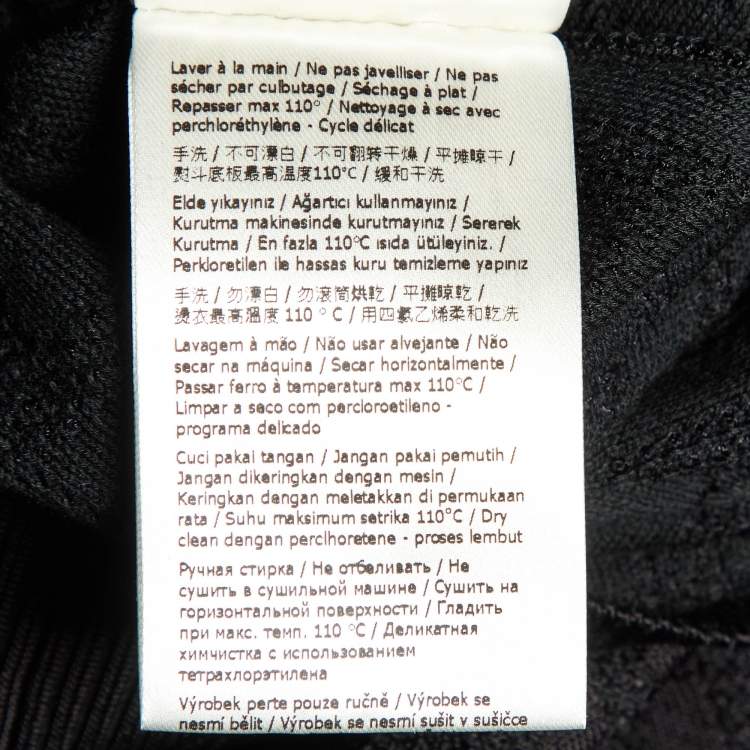 Laver à la main / Ne pas javelliser / Ne pas
sécher par culbutage / Séchage à plat /
Repasser max 110° / Nettoyage à sec avec
perchloréthylène - Cycle délicat
手洗 / 不可漂白 / 不可翻转干燥 / 平摊晾干 /
熨斗底板最高温度110°C / 缓和干洗
Elde yıkayınız / Ağartıcı kullanmayınız /
Kurutma makinesinde kurutmayınız / Sererek
Kurutma / En fazla 110°C ısıda ütüleyiniz. /
Perkloretilen ile hassas kuru temizleme yapınız
手洗 / 勿漂白 / 勿滾筒烘乾 / 平攤晾乾 /
燙衣最高溫度 110 °C / 用四氯乙烯柔和乾洗
Lavagem à mão / Não usar alvejante / Não
secar na máquina / Secar horizontalmente /
Passar ferro à temperatura max 110°C /
Limpar a seco com percloroetileno -
programa delicado
Cuci pakai tangan / Jangan pakai pemutih /
Jangan dikeringkan dengan mesin /
Keringkan dengan meletakkan di permukaan
rata / Suhu maksimum setrika 110°C / Dry
clean dengan perclhoretene - proses lembut
Ручная стирка / Не отбеливать / Не
сушить в сушильной машине / Сушить на
горизонтальной поверхности / Гладить
при макс. темп. 110 °C / Деликатная
химчистка с использованием
тетрахлорэтилена
Výrobek perte pouze ručně / Výrobek se
nesmí bělit / Výrobek se nesmí sušit v sušičce